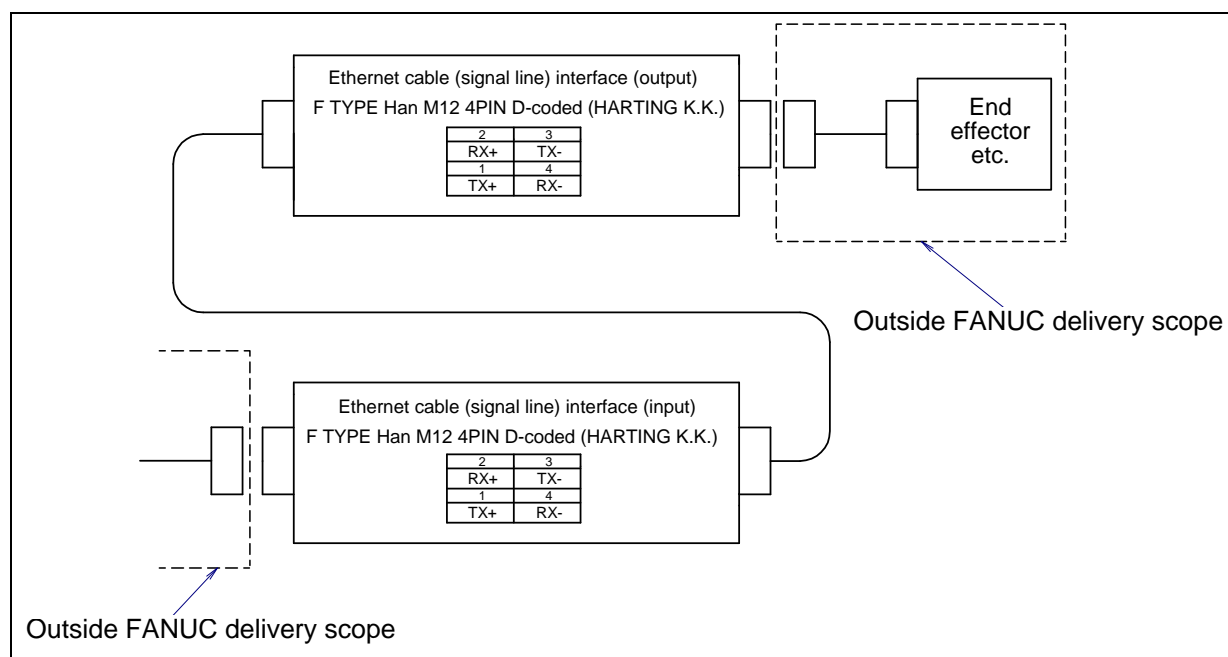 Ethernet cable (signal line) interface (output)
F TYPE Han M12 4PIN D-coded (HARTING K.K.)
2 3
RX+ TX-
1 4
TX+ RX-
End
effector
etc.
Outside FANUC delivery scope
Ethernet cable (signal line) interface (input)
F TYPE Han M12 4PIN D-coded (HARTING K.K.)
2 3
RX+ TX-
1 4
TX+ RX-
Outside FANUC delivery scope